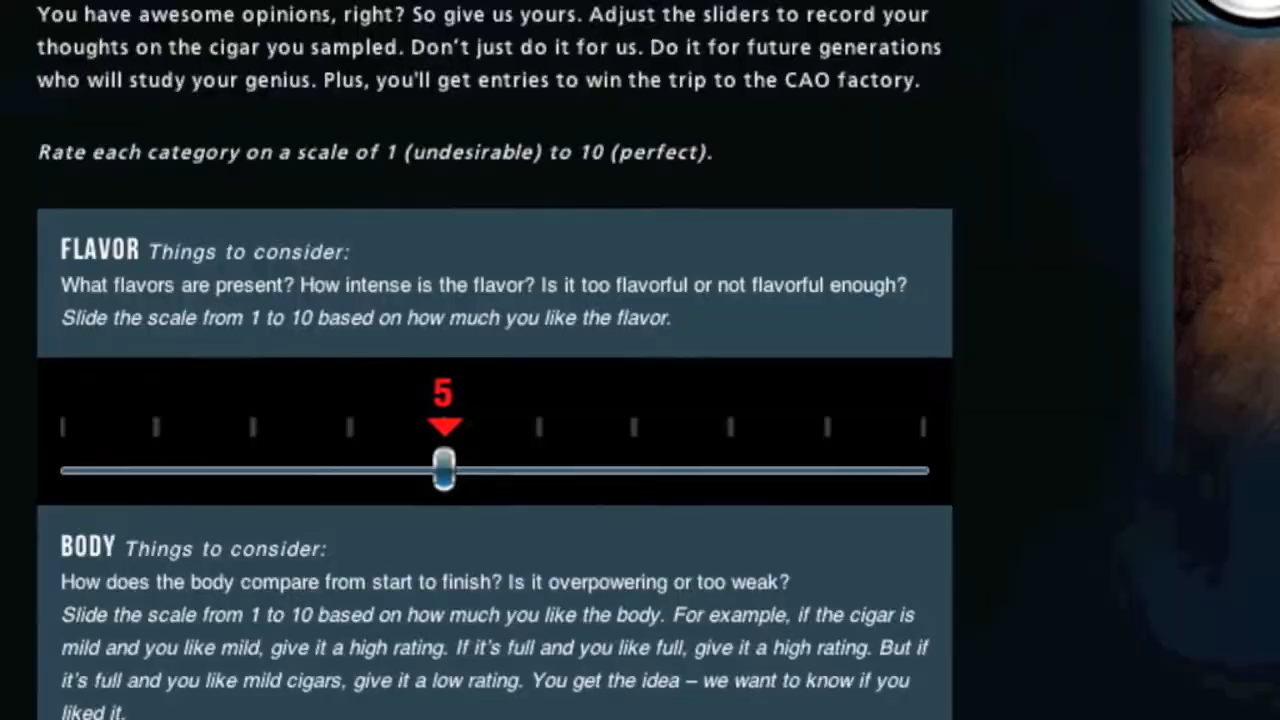 You have awesome opinions, right? So give us yours. Adjust the sliders to record your
thoughts on the cigar you sampled. Don't just do it for us. Do it for future generations
who will study your genius. Plus, you'll get entries to win the trip to the CAO factory.
Rate each category on a scale of 1 (undesirable) to 10 (perfect).
FLAVOR Things to consider:
What flavors are present? How intense is the flavor? Is it too flavorful or not flavorful enough?
Slide the scale from 1 to 10 based on how much you like the flavor.
5
BODY Things to consider:
How does the body compare from start to finish? Is it overpowering or too weak?
Slide the scale from 1 to 10 based on how much you like the body. For example, if the cigar is
mild and you like mild, give it a high rating. If it's full and you like full, give it a high rating. But if
it's full and you like mild cigars, give it a low rating. You get the idea – we want to know if you
liked it.